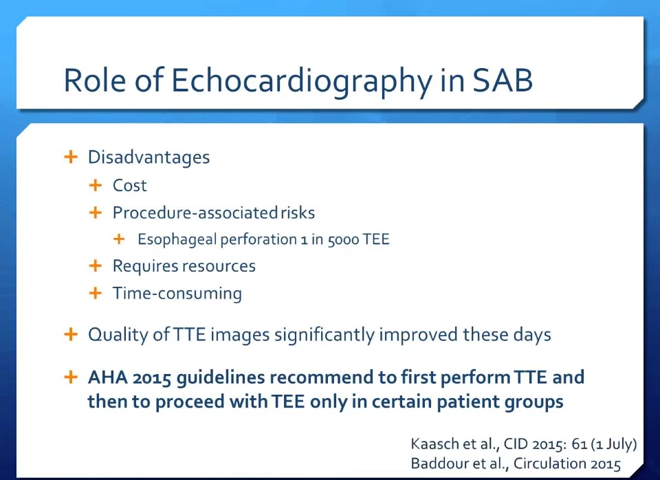 Role of Echocardiography in SAB
Disadvantages
Cost
Procedure-associated risks
Esophageal perforation 1 in 5000 TEE
Requires resources
Time-consuming
Quality of TTE images significantly improved these days
AHA 2015 guidelines recommend to first perform TTE and
then to proceed with TEE only in certain patient groups
Kaasch et al., CID 2015: 61 (1 July)
Baddour et al., Circulation 2015